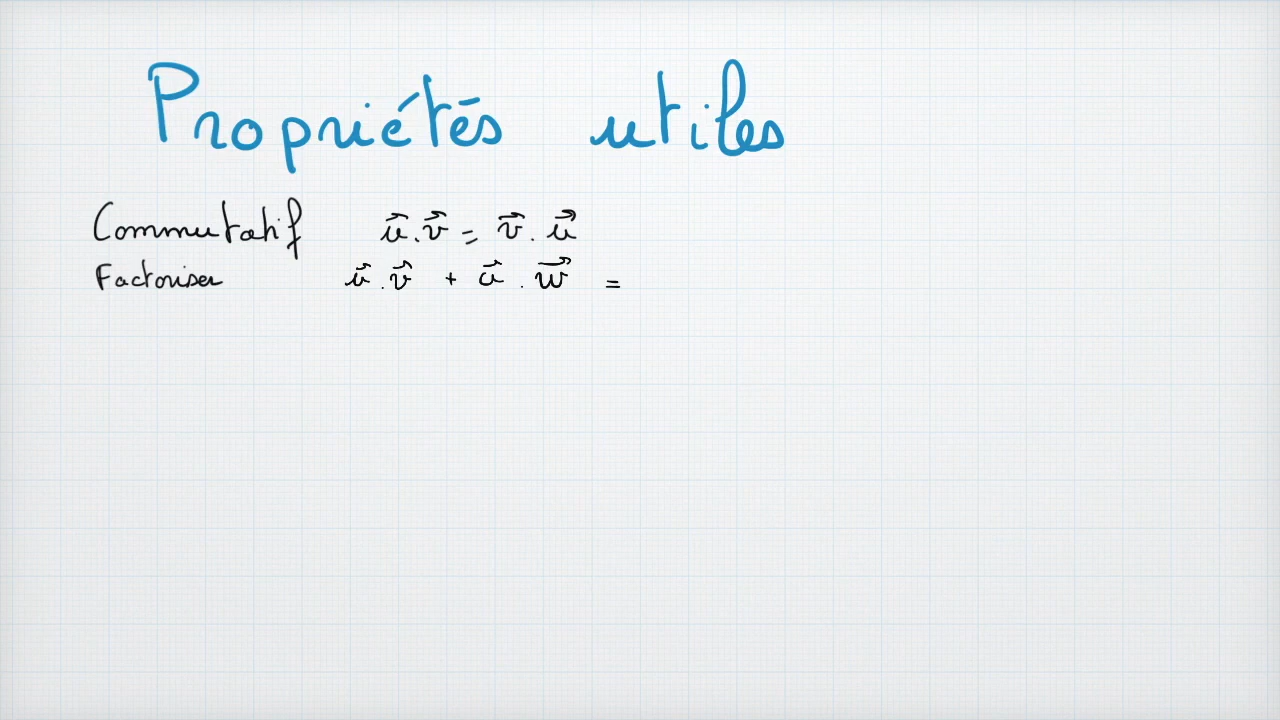 Propriétés utiles
Commutatif u⃗.v⃗ = v⃗.u⃗
Factoriser u⃗.v⃗ + u⃗.w⃗ =